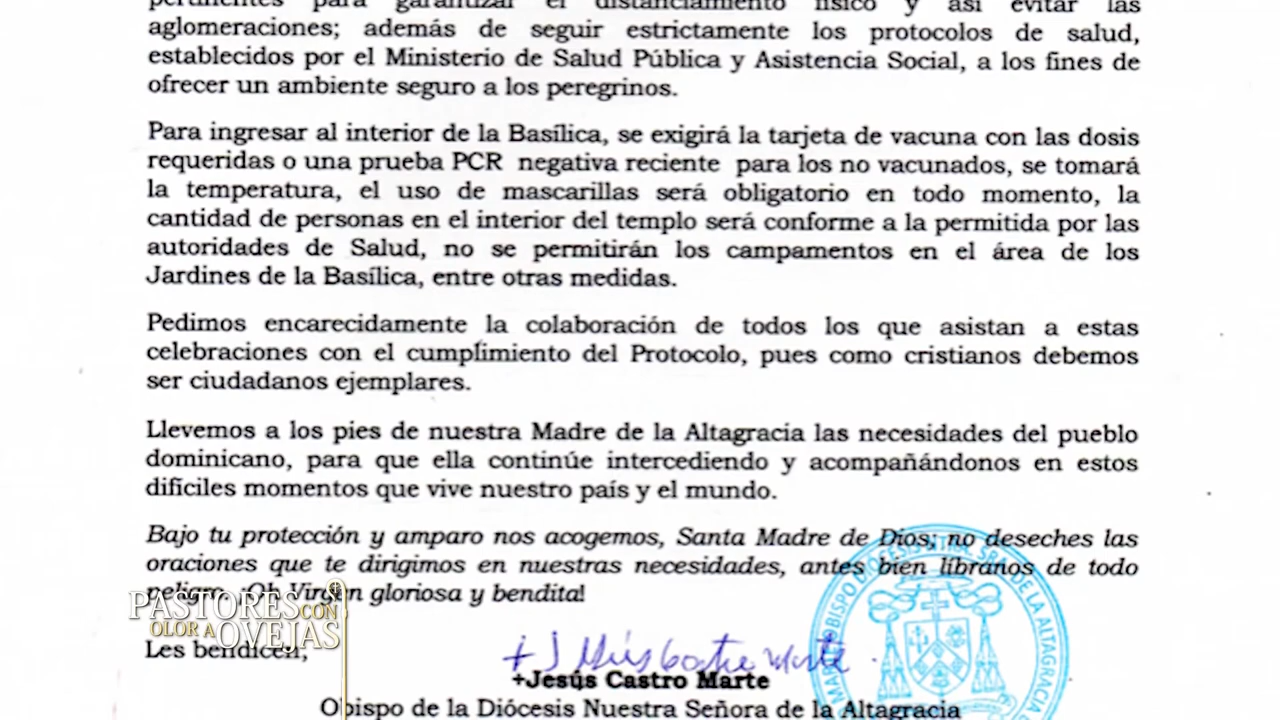 pertinentes para garantizar el distanciamiento físico y así evitar las
aglomeraciones; además de seguir estrictamente los protocolos de salud,
establecidos por el Ministerio de Salud Pública y Asistencia Social, a los fines de
ofrecer un ambiente seguro a los peregrinos.
Para ingresar al interior de la Basílica, se exigirá la tarjeta de vacuna con las dosis
requeridas o una prueba PCR negativa reciente para los no vacunados, se tomará
la temperatura, el uso de mascarillas será obligatorio en todo momento, la
cantidad de personas en el interior del templo será conforme a la permitida por las
autoridades de Salud, no se permitirán los campamentos en el área de los
Jardines de la Basílica, entre otras medidas.
Pedimos encarecidamente la colaboración de todos los que asistan a estas
celebraciones con el cumplimiento del Protocolo, pues como cristianos debemos
ser ciudadanos ejemplares.
Llevemos a los pies de nuestra Madre de la Altagracia las necesidades del pueblo
dominicano, para que ella continúe intercediendo y acompañándonos en estos
difíciles momentos que vive nuestro país y el mundo.
Bajo tu protección y amparo nos acogemos, Santa Madre de Dios; no deseches las
oraciones que te dirigimos en nuestras necesidades, antes bien líbranos de todo
peligro. ¡Oh Virgen gloriosa y bendita!
PASTORES CON
OLOR A OVEJAS
Les bendicen,
+Jesús Castro Marte
+Jesús Castro Marte
Obispo de la Diócesis Nuestra Señora de la Altagracia
OBISPO DIÓCESIS NTRA. SRA. DE LA ALTAGRACIA